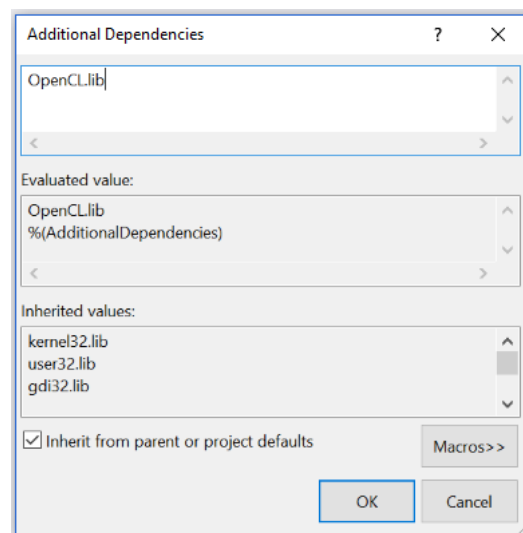 Additional Dependencies
OpenCL.lib
Evaluated value:
OpenCL.lib
%(AdditionalDependencies)
Inherited values:
kernel32.lib
user32.lib
gdi32.lib
Inherit from parent or project defaults
Macros>>
OK
Cancel